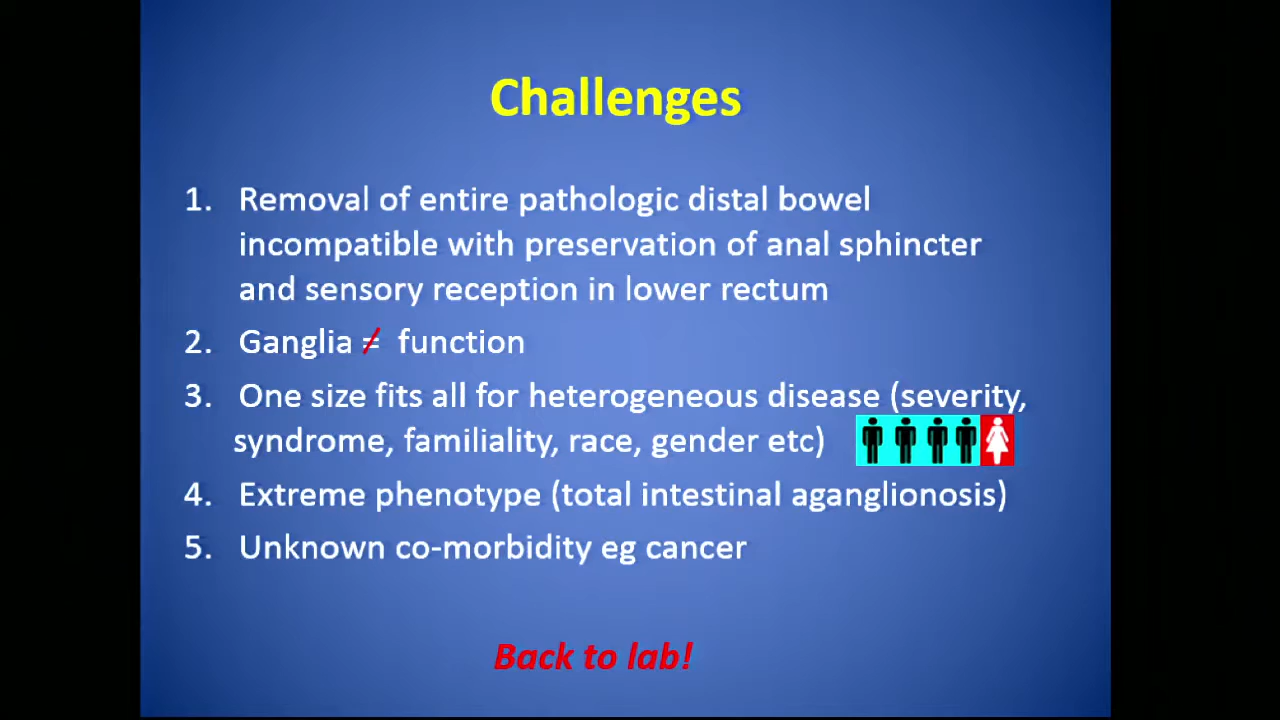 Challenges
1. Removal of entire pathologic distal bowel
incompatible with preservation of anal sphincter
and sensory reception in lower rectum
2. Ganglia ≠ function
3. One size fits all for heterogeneous disease (severity,
syndrome, familiality, race, gender etc)
4. Extreme phenotype (total intestinal aganglionosis)
5. Unknown co-morbidity eg cancer
Back to lab!